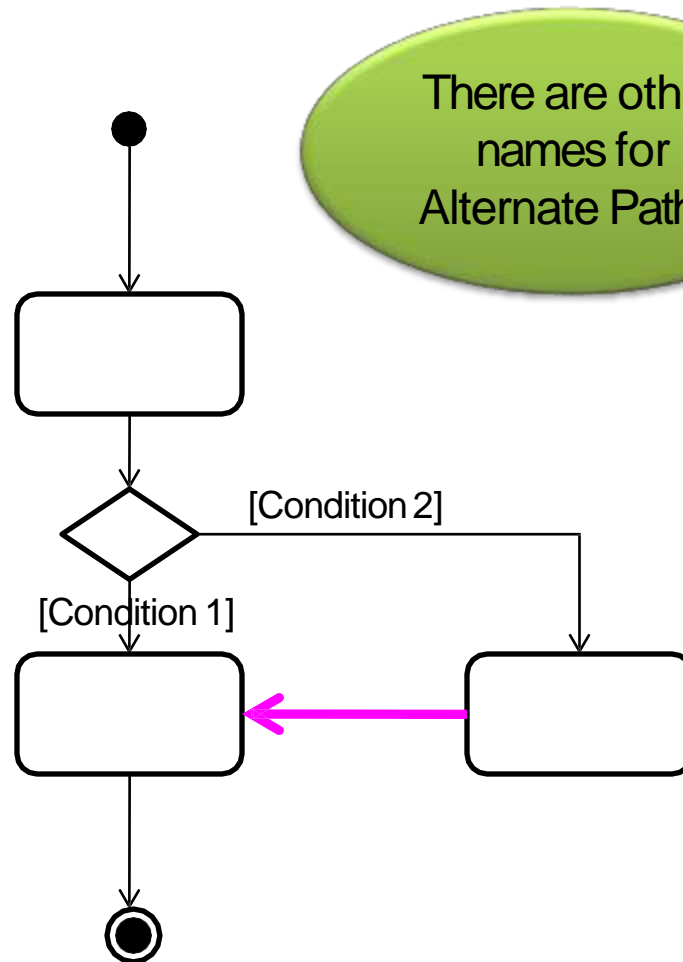 There are oth
names for
Alternate Path
[Condition 2]
[Condition 1]